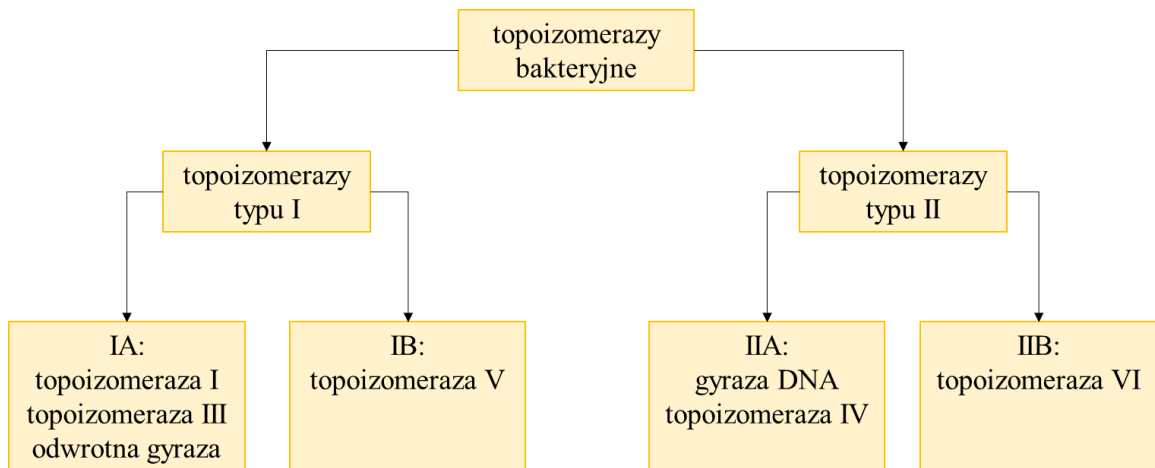 topoizomerazy
bakteryjne
topoizomerazy
typu I
topoizomerazy
typu II
IA:
topoizomeraza I
topoizomeraza III
odwrotna gyraza
IB:
topoizomeraza V
IIA:
gyraza DNA
topoizomeraza IV
IIB:
topoizomeraza VI